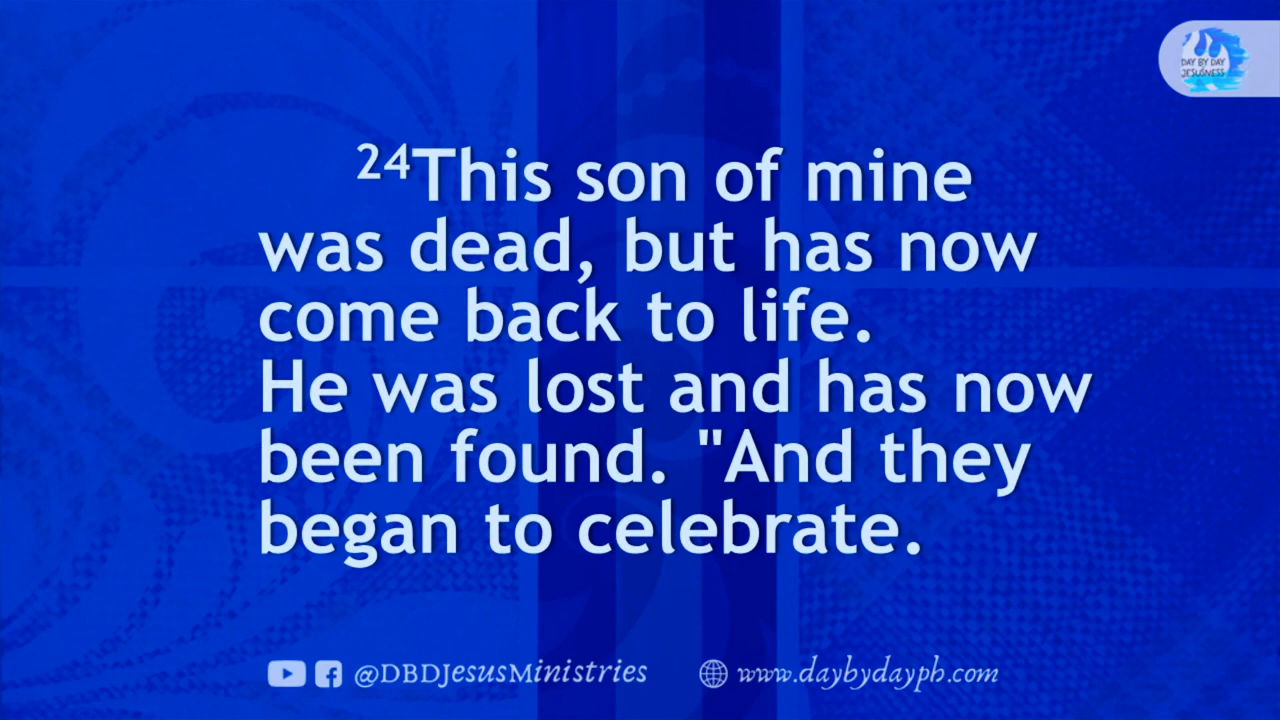 DAY BY DAY
JESUSNESS
24This son of mine
was dead, but has now
come back to life.
He was lost and has now
been found. "And they
began to celebrate.
@DBDJesusMinistries
www.daybydayph.com